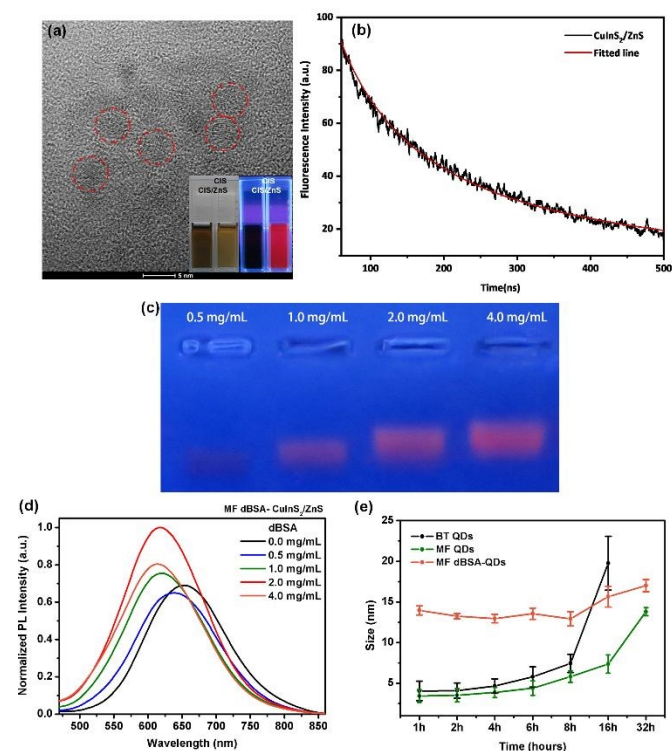 (a)
CIS
CIS/ZnS
CIS
CIS/ZnS
5 nm
(b)
CuInS2/ZnS
Fitted line
Fluorescence Intensity (a.u.)
100
80
60
40
20
100 200 300 400 500
Time(ns)
(c)
0.5 mg/mL 1.0 mg/mL 2.0 mg/mL 4.0 mg/mL
(d)
MF dBSA- CuInS2/ZnS
dBSA
0.0 mg/mL
0.5 mg/mL
1.0 mg/mL
2.0 mg/mL
4.0 mg/mL
Normalized PL Intensity (a.u.)
1.0
0.8
0.6
0.4
0.2
0.0
500 550 600 650 700 750 800 850
Wavelength (nm)
(e)
BT QDs
MF QDs
MF dBSA-QDs
Size (nm)
25
20
15
10
5
0
1h 2h 4h 6h 8h 16h 32h
Time (hours)